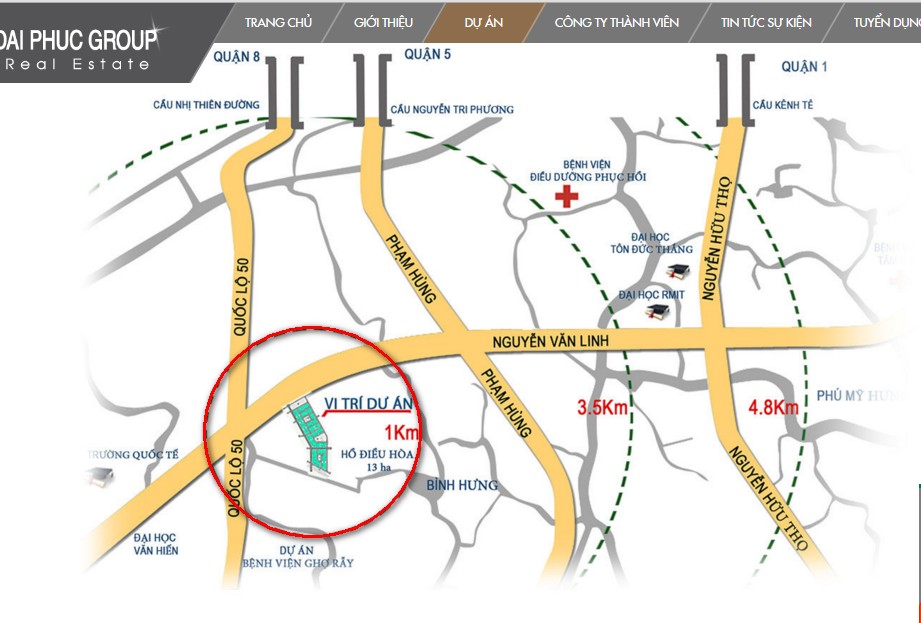 ĐẠI PHUC GROUP
Real Estate
TRANG CHỦ
GIỚI THIỆU
DỰ ÁN
CÔNG TY THÀNH VIÊN
TIN TỨC SỰ KIỆN
TUYỂN DỤNG
QUẬN 8
QUẬN 5
QUẬN 1
CẦU NHỊ THIÊN ĐƯỜNG
CẦU NGUYỄN TRI PHƯƠNG
CẦU KÊNH TẺ
BỆNH VIỆN
ĐIỀU DƯỠNG PHỤC HỒI
NGUYỄN HỮU THỌ
PHẠM HÙNG
QUỐC LỘ 50
ĐẠI HỌC
TÔN ĐỨC THẮNG
BỆNH
TÂM
ĐẠI HỌC RMIT
NGUYỄN VĂN LINH
VỊ TRÍ DỰ ÁN
1Km
PHẠM HÙNG
3.5Km
4.8Km
PHÚ MỸ HƯNG
TRƯỜNG QUỐC TẾ
QUỐC LỘ 50
HỒ ĐIỀU HÒA
13 ha
BÌNH HƯNG
NGUYỄN HỮU THỌ
ĐẠI HỌC
VĂN HIẾN
DỰ ÁN
BỆNH VIỆN CHỢ RẪY